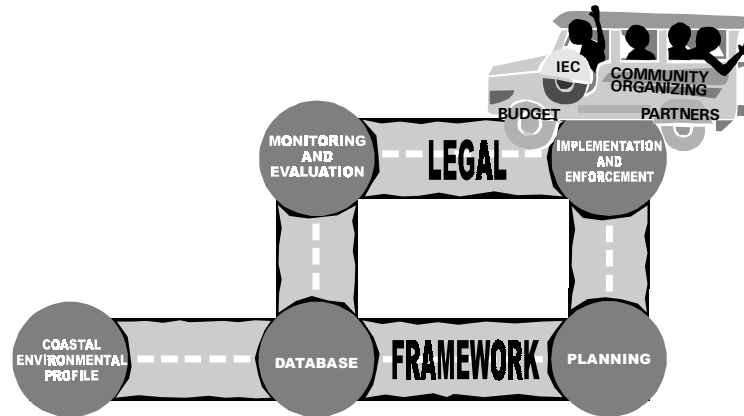 IEC
COMMUNITY
ORGANIZING
BUDGET
PARTNERS
MONITORING
AND
EVALUATION
LEGAL
IMPLEMENTATION
AND
ENFORCEMENT
COASTAL
ENVIRONMENTAL
PROFILE
DATABASE
FRAMEWORK
PLANNING